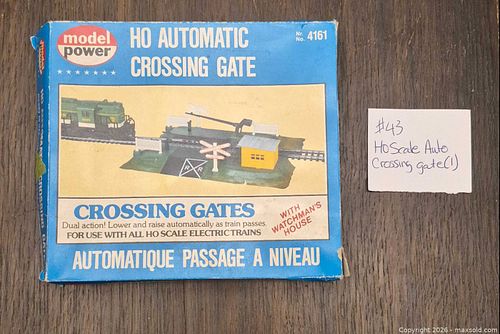 model
power
HO AUTOMATIC
CROSSING GATE
Nr.
No. 4161
CROSSING GATES
Dual action! Lower and raise automatically as train passes.
FOR USE WITH ALL HO SCALE ELECTRIC TRAINS
WITH
WATCHMAN'S
HOUSE
AUTOMATIQUE PASSAGE A NIVEAU
#43
HO Scale Auto
Crossing gate (1)
Copyright 2026 - maxsold.com